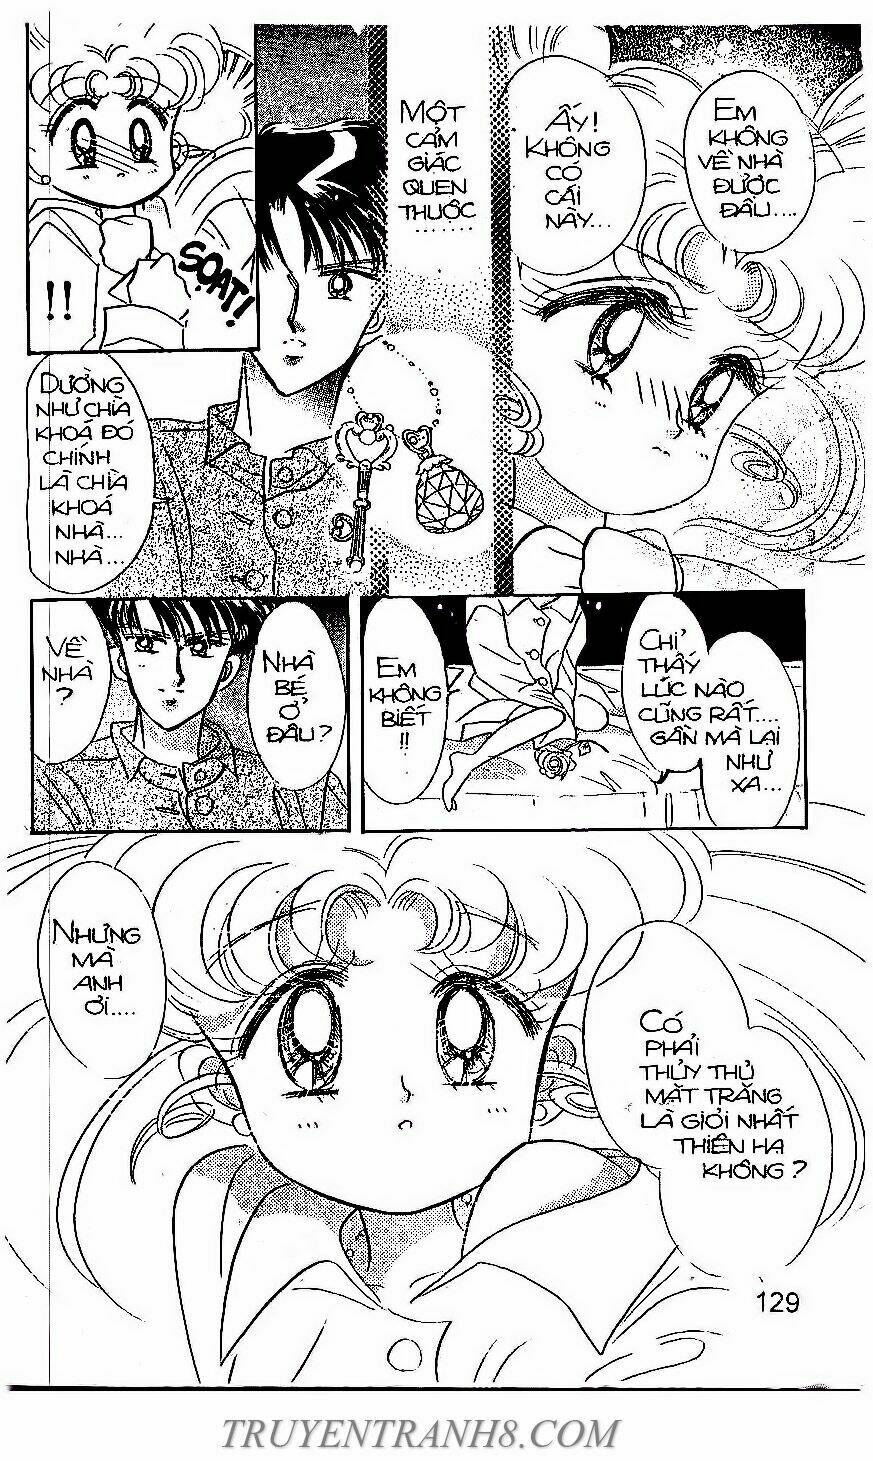 ẤY!
KHÔNG
CÓ
CÁI
NÀY...
EM
KHÔNG
VỀ NHÀ
ĐƯỢC
ĐÂU....
MỘT
CẢM
GIÁC
QUEN
THUỘC
........
SOẠT!
!!
DƯỜNG
NHƯ CHÌA
KHOÁ ĐÓ
CHÍNH
LÀ CHÌA
KHOÁ
NHÀ...
NHÀ...
VỀ
NHÀ
?
NHÀ
BÉ
Ở
ĐÂU?
EM
KHÔNG
BIẾT
!!
CHỈ
THẤY
LÚC NÀO
CŨNG RẤT....
GẦN MÀ LẠI
NHƯ
XA...
NHƯNG
MÀ
ANH
ƠI....
CÓ
PHẢI
THỦY THỦ
MẶT TRĂNG
LÀ GIỎI NHẤT
THIÊN HẠ
KHÔNG?
129
TRUYENTRANH8.COM